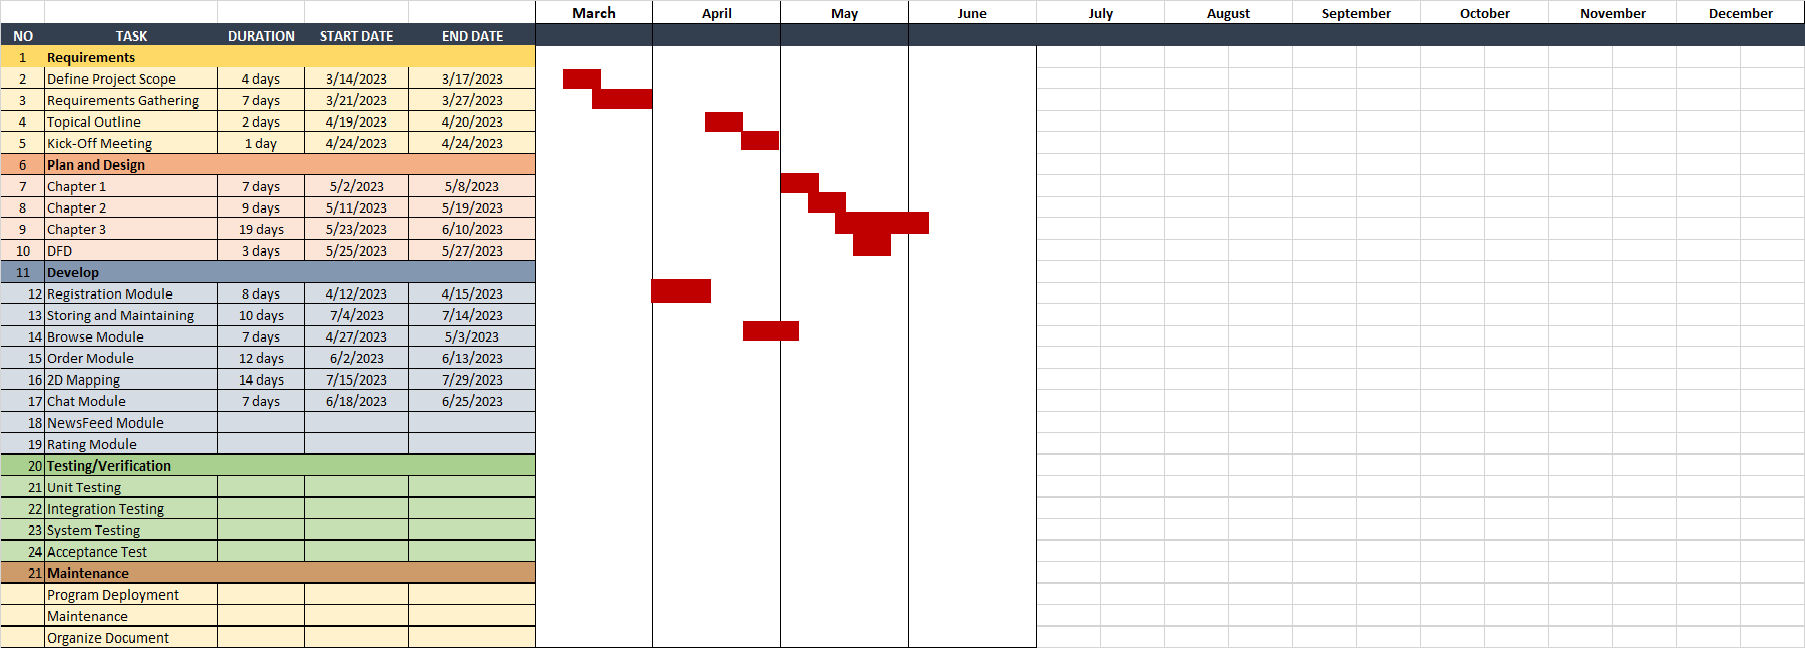 March April May June July August September October November December
NO TASK DURATION START DATE END DATE
1 Requirements
2 Define Project Scope 4 days 3/14/2023 3/17/2023
3 Requirements Gathering 7 days 3/21/2023 3/27/2023
4 Topical Outline 2 days 4/19/2023 4/20/2023
5 Kick-Off Meeting 1 day 4/24/2023 4/24/2023
6 Plan and Design
7 Chapter 1 7 days 5/2/2023 5/8/2023
8 Chapter 2 9 days 5/11/2023 5/19/2023
9 Chapter 3 19 days 5/23/2023 6/10/2023
10 DFD 3 days 5/25/2023 5/27/2023
11 Develop
12 Registration Module 8 days 4/12/2023 4/15/2023
13 Storing and Maintaining 10 days 7/4/2023 7/14/2023
14 Browse Module 7 days 4/27/2023 5/3/2023
15 Order Module 12 days 6/2/2023 6/13/2023
16 2D Mapping 14 days 7/15/2023 7/29/2023
17 Chat Module 7 days 6/18/2023 6/25/2023
18 NewsFeed Module
19 Rating Module
20 Testing/Verification
21 Unit Testing
22 Integration Testing
23 System Testing
24 Acceptance Test
21 Maintenance
Program Deployment
Maintenance
Organize Document